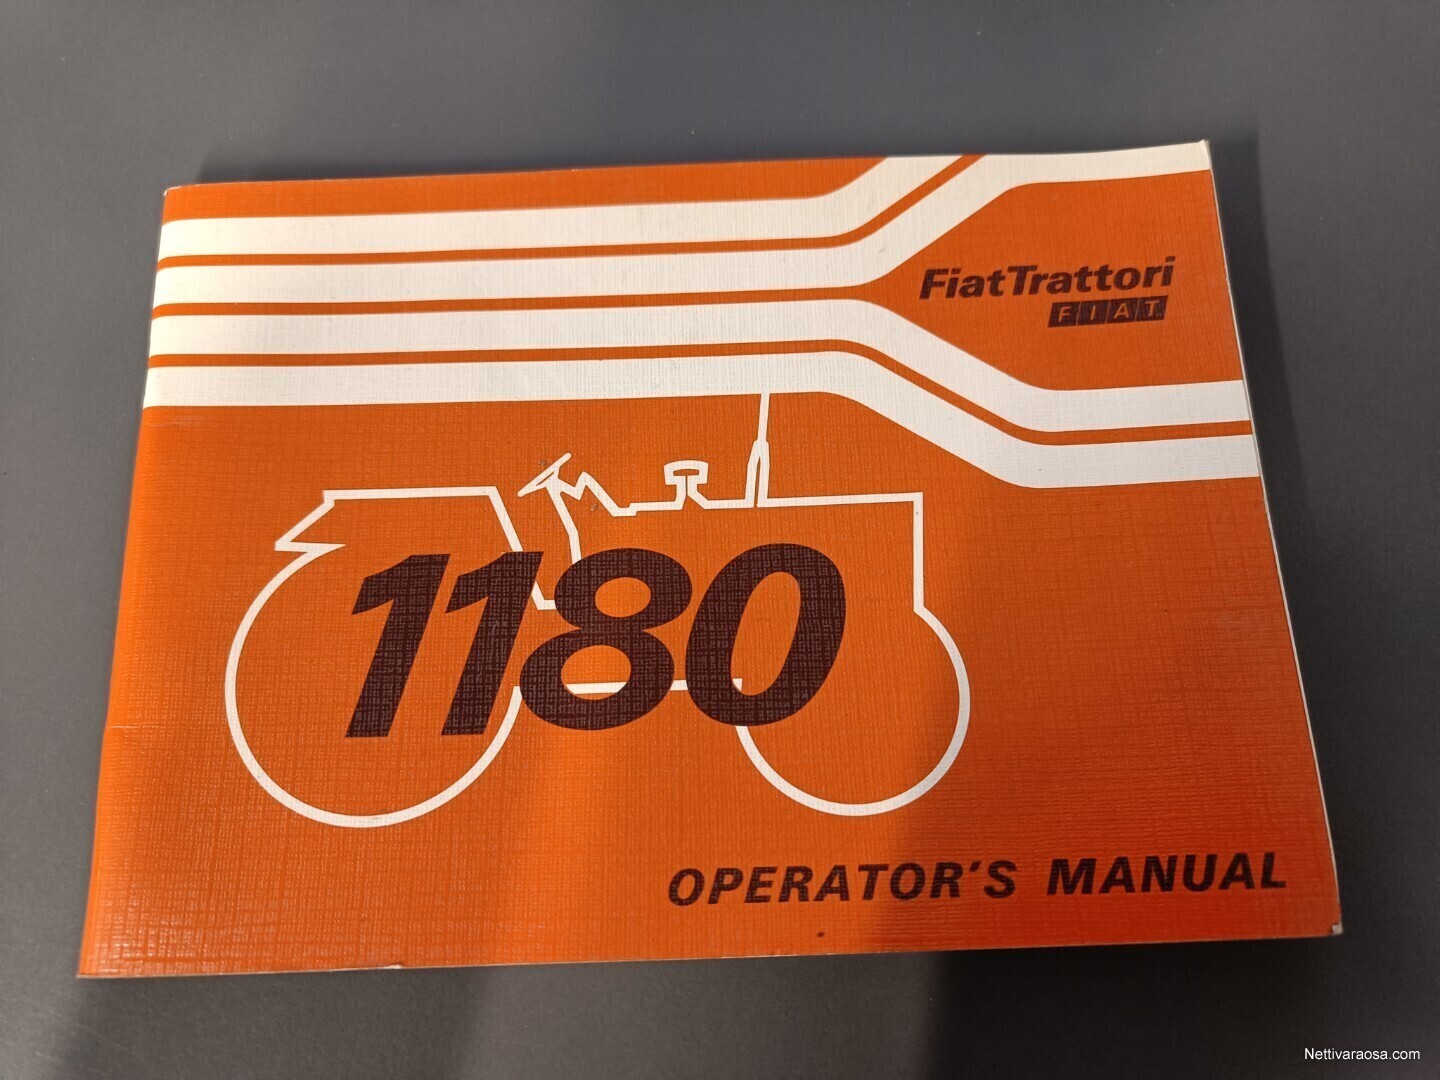 FiatTrattori
FIAT
1180
OPERATOR'S MANUAL
Nettivaraosa.com